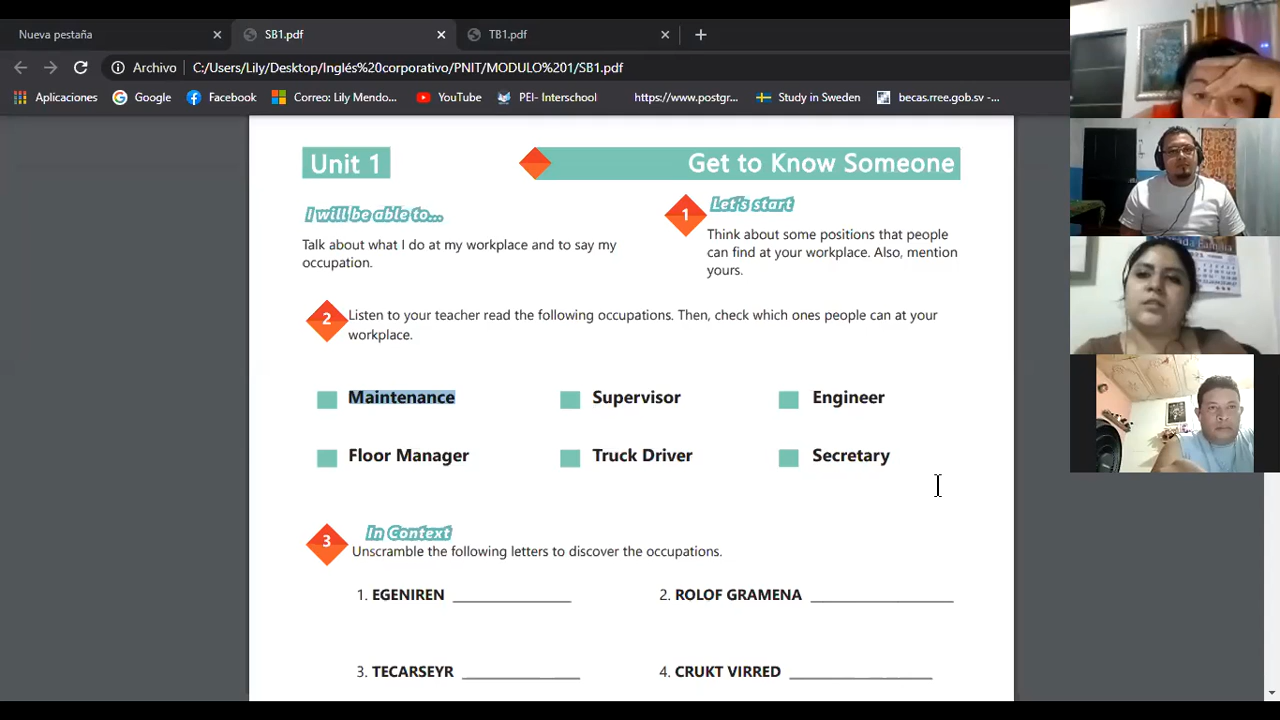 Nueva pestaña
SB1.pdf
TB1.pdf
Archivo C:/Users/Lily/Desktop/Inglés%20corporativo/PNIT/MODULO%201/SB1.pdf
Aplicaciones Google Facebook Correo: Lily Mendo... YouTube PEI- Interschool https://www.postgr... Study in Sweden becas.rree.gob.sv -...
Unit 1
Get to Know Someone
I will be able to...
Talk about what I do at my workplace and to say my
occupation.
1 Let's start
Think about some positions that people
can find at your workplace. Also, mention
yours.
2 Listen to your teacher read the following occupations. Then, check which ones people can at your
workplace.
Maintenance Supervisor Engineer
Floor Manager Truck Driver Secretary
3 In Context
Unscramble the following letters to discover the occupations.
1. EGENIREN ______________ 2. ROLOF GRAMENA _________________
3. TECARSEYR ______________ 4. CRUKT VIRRED _________________